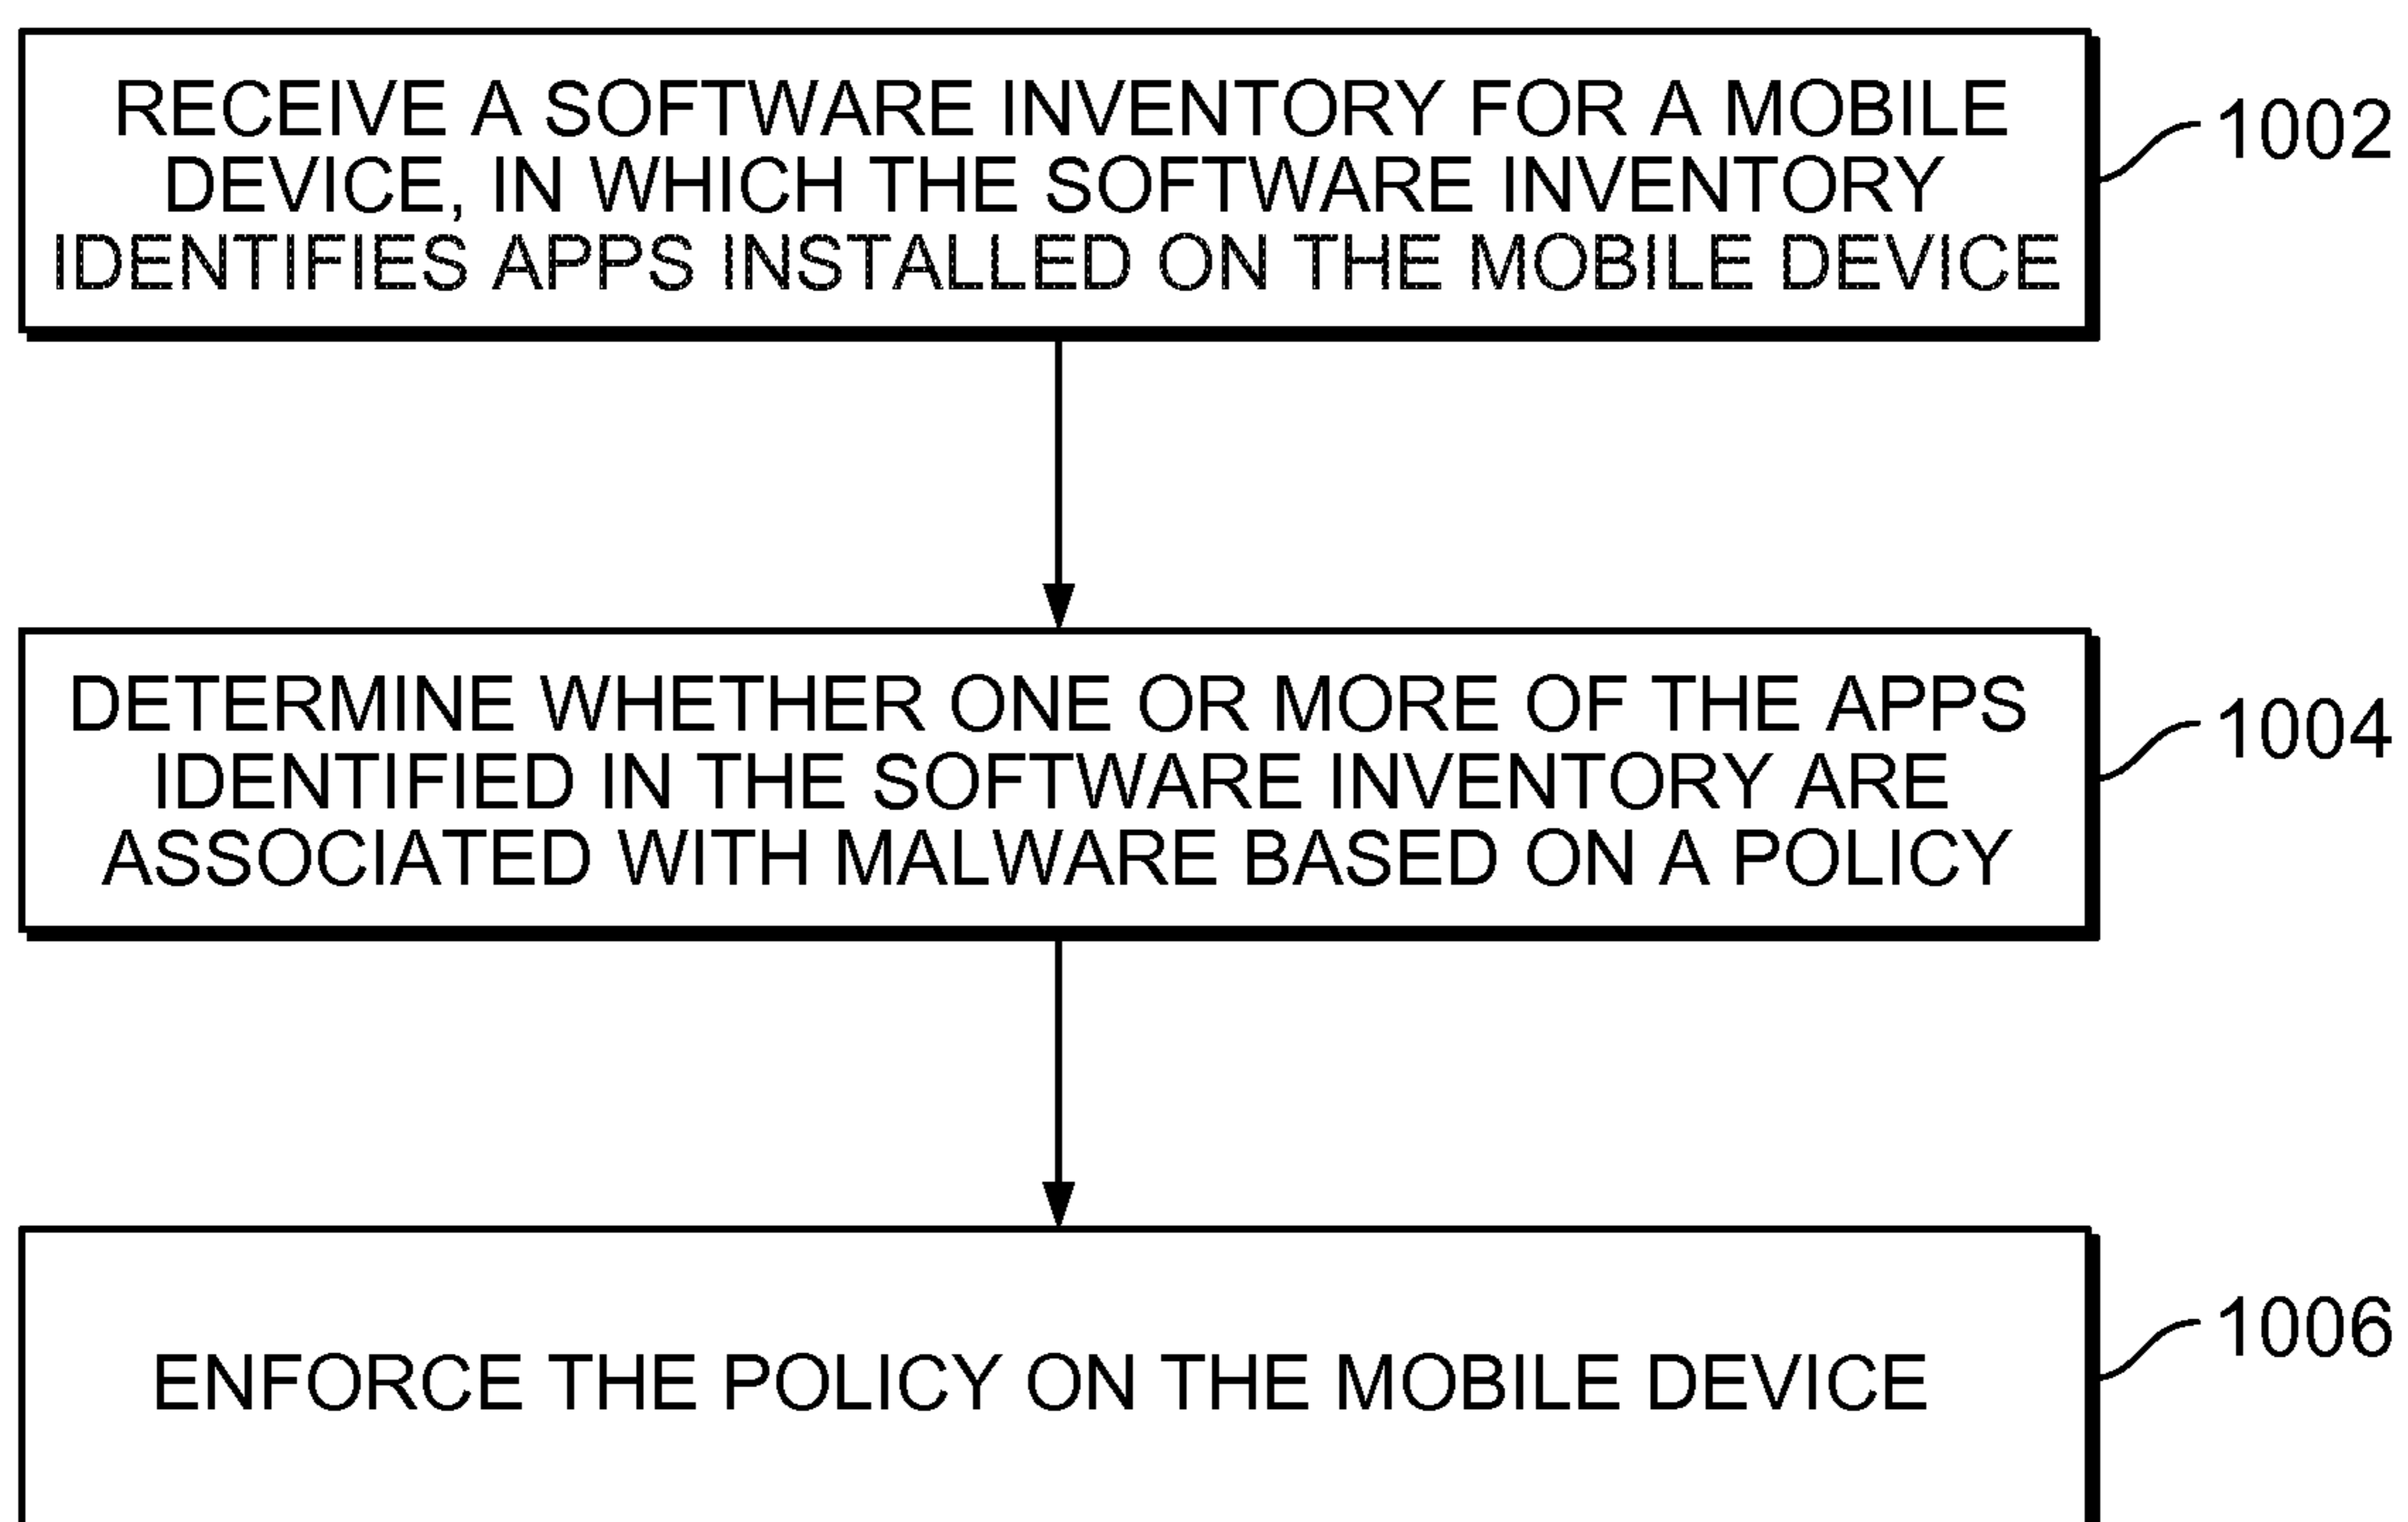 RECEIVE A SOFTWARE INVENTORY FOR A MOBILE
DEVICE, IN WHICH THE SOFTWARE INVENTORY
IDENTIFIES APPS INSTALLED ON THE MOBILE DEVICE
1002
DETERMINE WHETHER ONE OR MORE OF THE APPS
IDENTIFIED IN THE SOFTWARE INVENTORY ARE
ASSOCIATED WITH MALWARE BASED ON A POLICY
1004
ENFORCE THE POLICY ON THE MOBILE DEVICE
1006